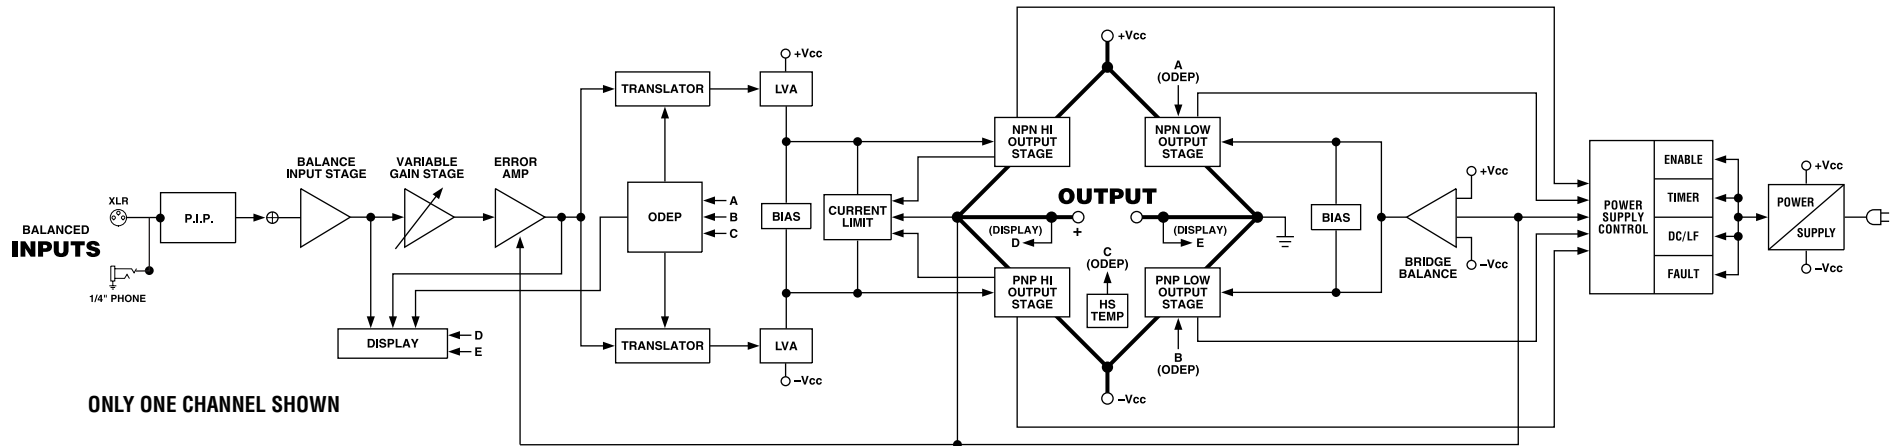 BALANCED
INPUTS
XLR
1/4" PHONE
P.I.P.
BALANCE
INPUT STAGE
VARIABLE
GAIN STAGE
ERROR
AMP
DISPLAY
D
E
TRANSLATOR
ODEP
A
B
C
TRANSLATOR
+Vcc
LVA
BIAS
LVA
–Vcc
CURRENT
LIMIT
+Vcc
NPN HI
OUTPUT
STAGE
A
(ODEP)
NPN LOW
OUTPUT
STAGE
OUTPUT
(DISPLAY)
D
+
(DISPLAY)
E
C
(ODEP)
HS
TEMP
PNP HI
OUTPUT
STAGE
PNP LOW
OUTPUT
STAGE
B
(ODEP)
–Vcc
BIAS
+Vcc
–Vcc
BRIDGE
BALANCE
POWER
SUPPLY
CONTROL
ENABLE
TIMER
DC/LF
FAULT
+Vcc
POWER
SUPPLY
–Vcc
ONLY ONE CHANNEL SHOWN